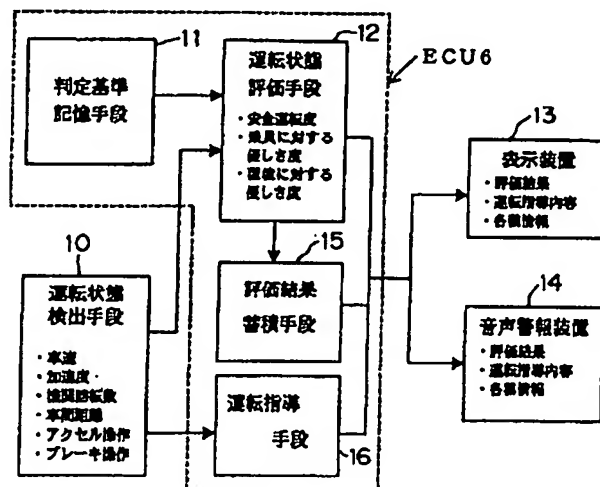 11
判定基準
記憶手段
12
運転状態
評価手段
・安全運転度
・乗員に対する
優しさ度
・環境に対する
優しさ度
ECU6
13
表示装置
・評価結果
・運転指導内容
・各種情報
10
運転状態
検出手段
・車速
・加速度
・機関回転数
・車間距離
・アクセル操作
・ブレーキ操作
15
評価結果
蓄積手段
14
音声警報装置
・評価結果
・運転指導内容
・各種情報
運転指導
手段
16